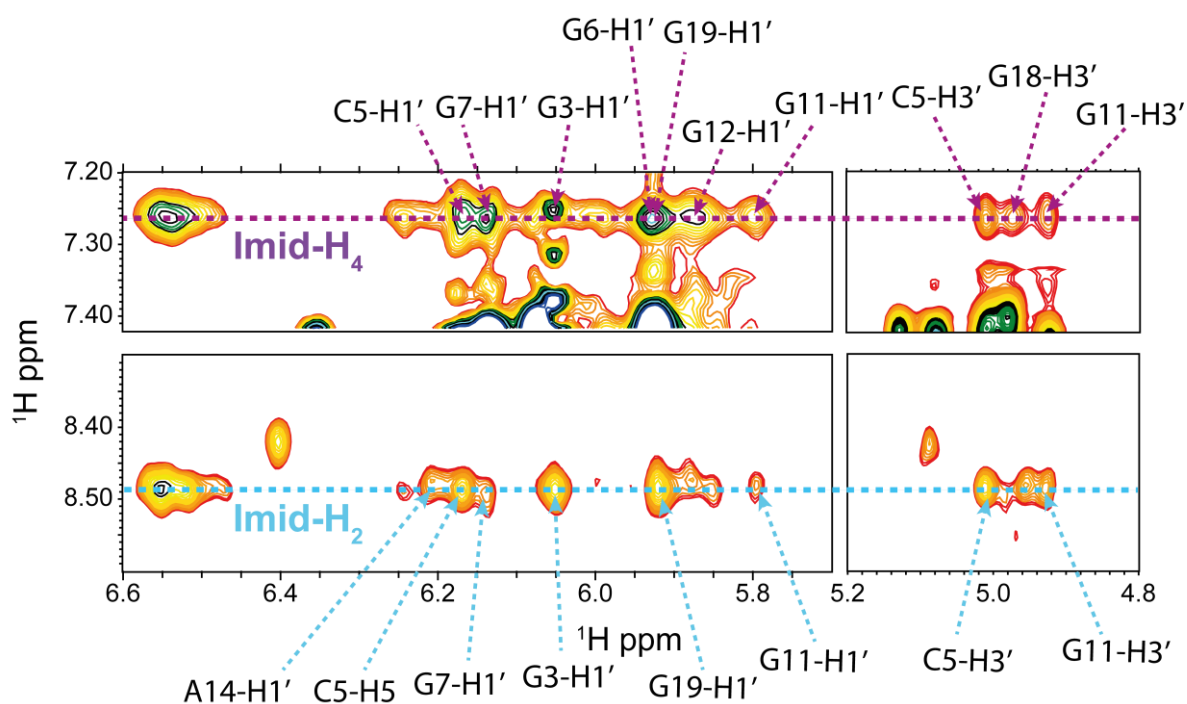 G6-H1′ G19-H1′
C5-H1′ G7-H1′ G3-H1′ G12-H1′ G11-H1′ C5-H3′ G18-H3′ G11-H3′
7.20
7.30
7.40
Imid-H4
¹H ppm
8.40
8.50
Imid-H2
6.6 6.4 6.2 6.0 5.8 5.2 5.0 4.8
¹H ppm
A14-H1′ C5-H5 G7-H1′ G3-H1′ G19-H1′ G11-H1′ C5-H3′ G11-H3′